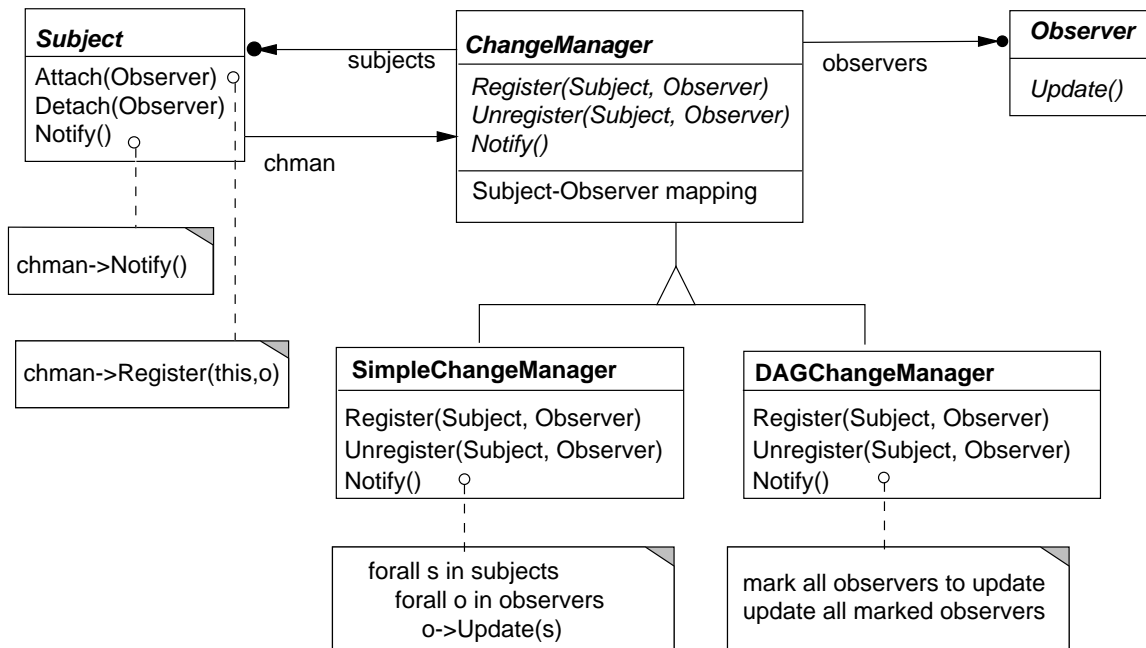 Subject
Attach(Observer)
Detach(Observer)
Notify()
subjects
chman
ChangeManager
Register(Subject, Observer)
Unregister(Subject, Observer)
Notify()
Subject-Observer mapping
observers
Observer
Update()
chman->Notify()
chman->Register(this,o)
SimpleChangeManager
Register(Subject, Observer)
Unregister(Subject, Observer)
Notify()
DAGChangeManager
Register(Subject, Observer)
Unregister(Subject, Observer)
Notify()
forall s in subjects
forall o in observers
o->Update(s)
mark all observers to update
update all marked observers